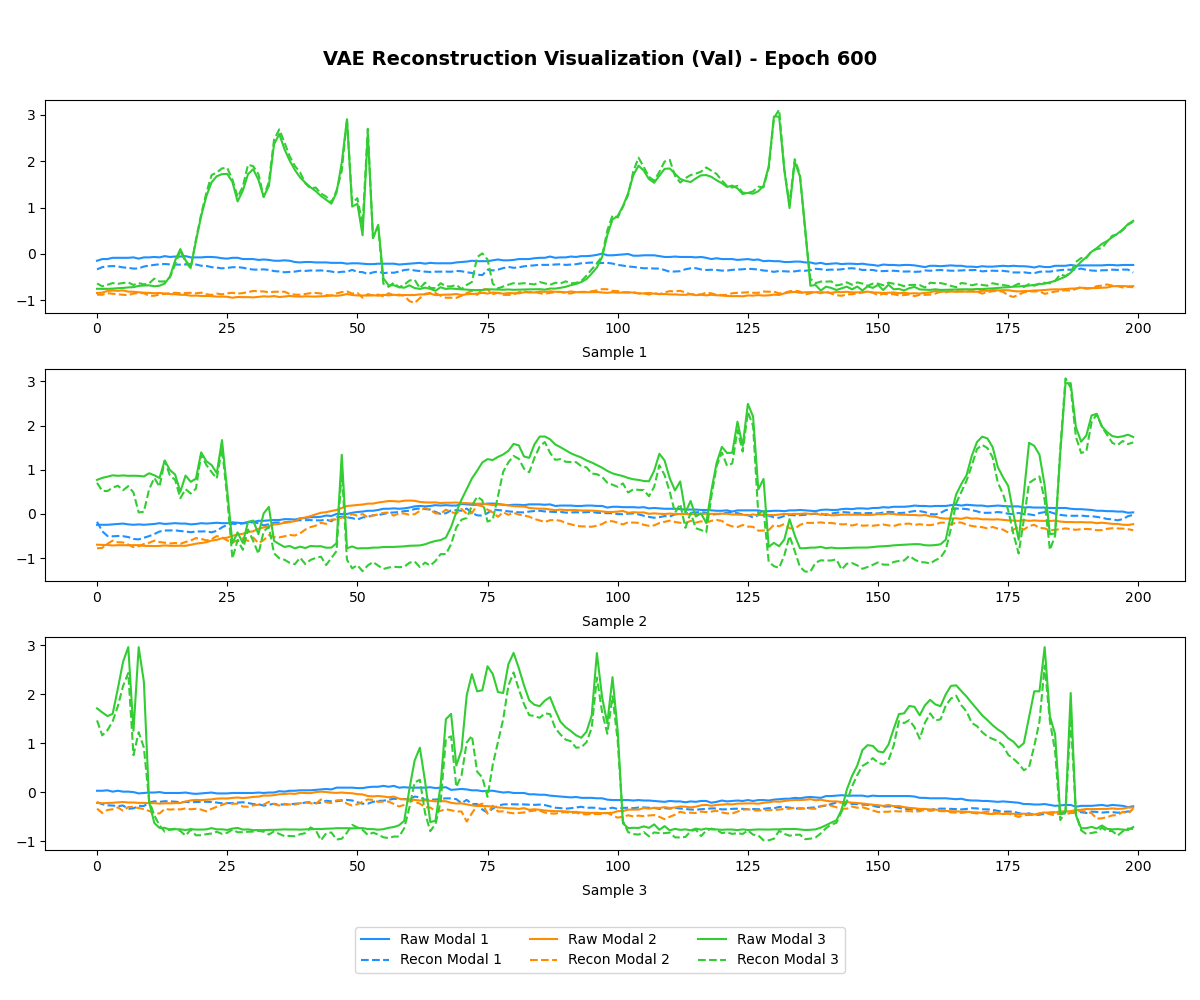 VAE Reconstruction Visualization (Val) - Epoch 600
3
2
1
0
−1
0 25 50 75 100 125 150 175 200
Sample 1
3
2
1
0
−1
0 25 50 75 100 125 150 175 200
Sample 2
3
2
1
0
−1
0 25 50 75 100 125 150 175 200
Sample 3
Raw Modal 1 Raw Modal 2 Raw Modal 3
Recon Modal 1 Recon Modal 2 Recon Modal 3